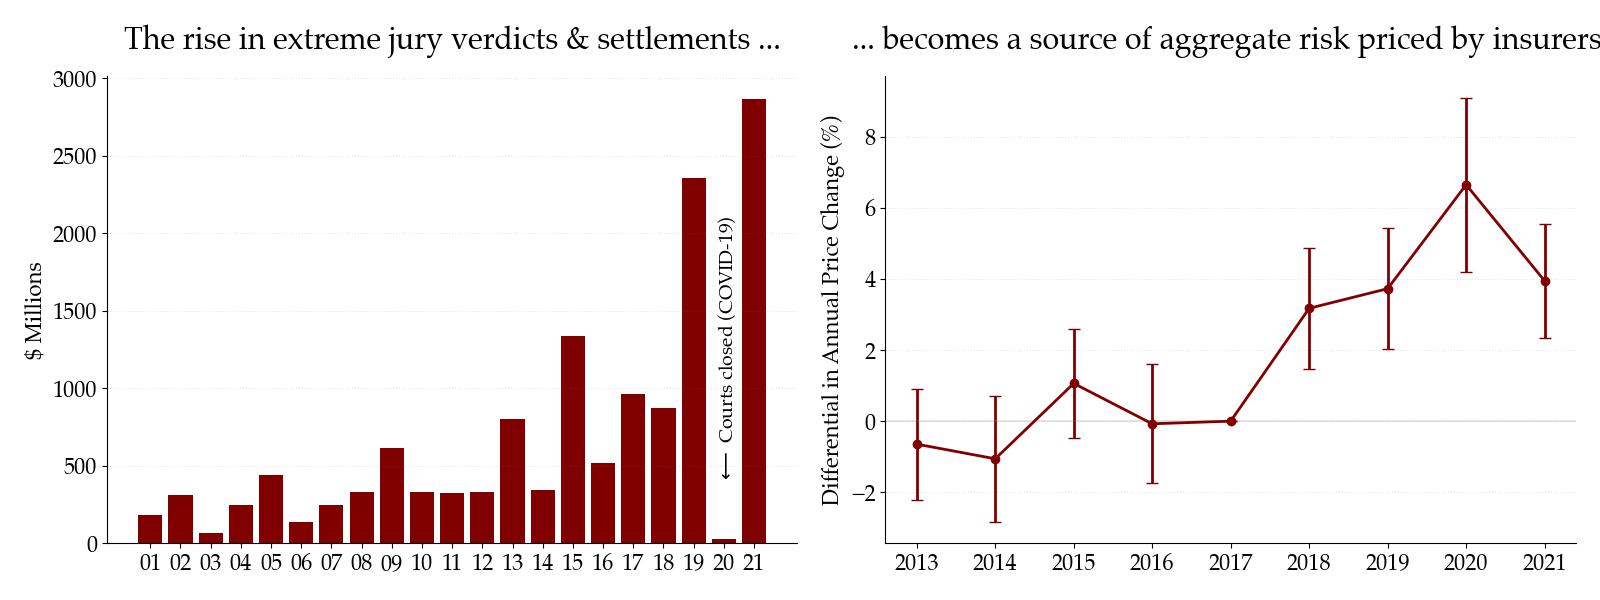 The rise in extreme jury verdicts & settlements ...
$ Millions
3000
2500
2000
1500
1000
500
0
⟵ Courts closed (COVID-19)
01 02 03 04 05 06 07 08 09 10 11 12 13 14 15 16 17 18 19 20 21
... becomes a source of aggregate risk priced by insurers
Differential in Annual Price Change (%)
8
6
4
2
0
−2
2013 2014 2015 2016 2017 2018 2019 2020 2021